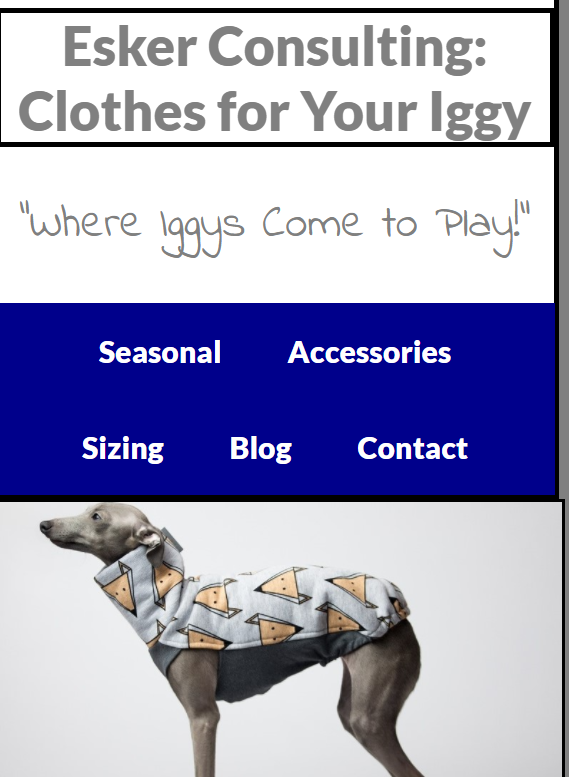 Esker Consulting:
Clothes for Your Iggy
"Where Iggys Come to Play!"
Seasonal Accessories
Sizing Blog Contact